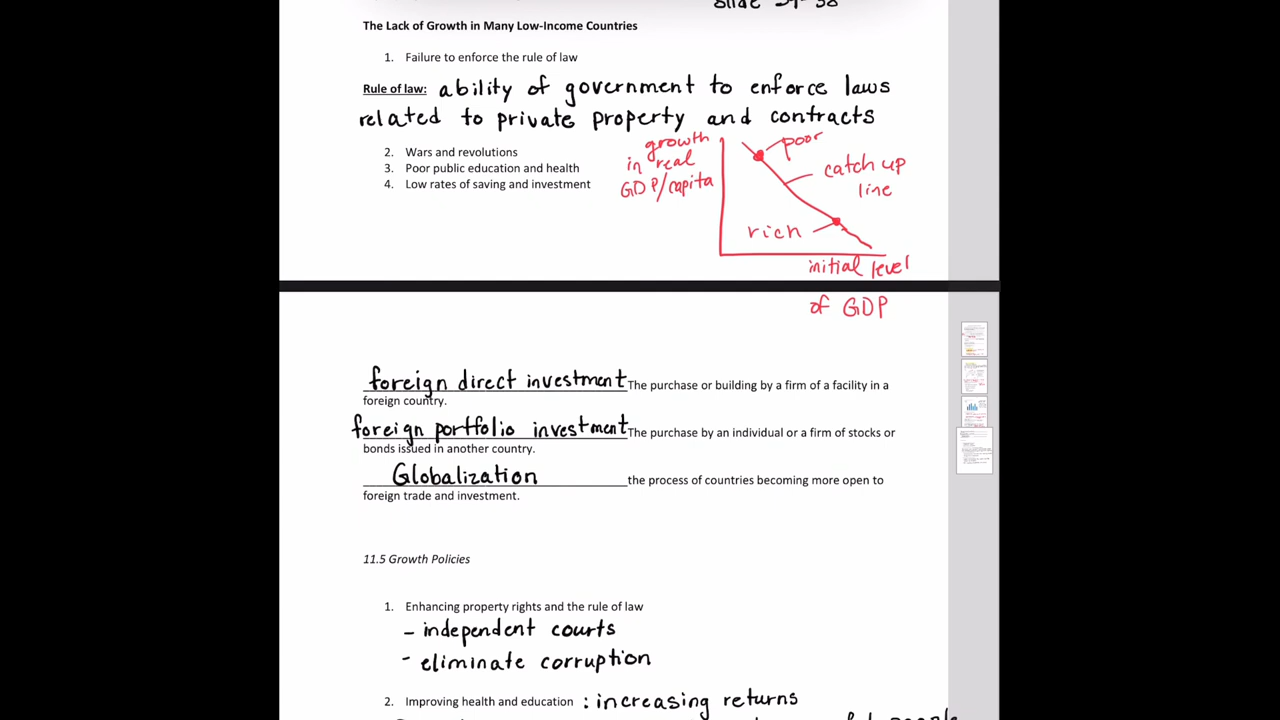 The Lack of Growth in Many Low-Income Countries
1. Failure to enforce the rule of law
Rule of law: ability of government to enforce laws
related to private property and contracts
2. Wars and revolutions
3. Poor public education and health
4. Low rates of saving and investment
growth
in real
GDP/capita
poor
catch up
line
rich
initial level
of GDP
foreign direct investment The purchase or building by a firm of a facility in a
foreign country.
foreign portfolio investment The purchase by an individual or a firm of stocks or
bonds issued in another country.
Globalization the process of countries becoming more open to
foreign trade and investment.
11.5 Growth Policies
1. Enhancing property rights and the rule of law
- independent courts
- eliminate corruption
2. Improving health and education : increasing returns